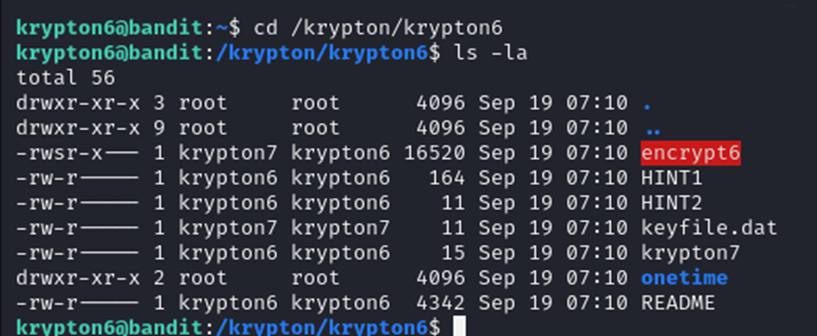 krypton6@bandit:~$ cd /krypton/krypton6
krypton6@bandit:/krypton/krypton6$ ls -la
total 56
drwxr-xr-x 3 root     root      4096 Sep 19 07:10 .
drwxr-xr-x 9 root     root      4096 Sep 19 07:10 ..
-rwsr-x--- 1 krypton7 krypton6 16520 Sep 19 07:10 encrypt6
-rw-r----- 1 krypton6 krypton6   164 Sep 19 07:10 HINT1
-rw-r----- 1 krypton6 krypton6    11 Sep 19 07:10 HINT2
-rw-r----- 1 krypton7 krypton7    11 Sep 19 07:10 keyfile.dat
-rw-r----- 1 krypton6 krypton6    15 Sep 19 07:10 krypton7
drwxr-xr-x 2 root     root      4096 Sep 19 07:10 onetime
-rw-r----- 1 krypton6 krypton6  4342 Sep 19 07:10 README
krypton6@bandit:/krypton/krypton6$